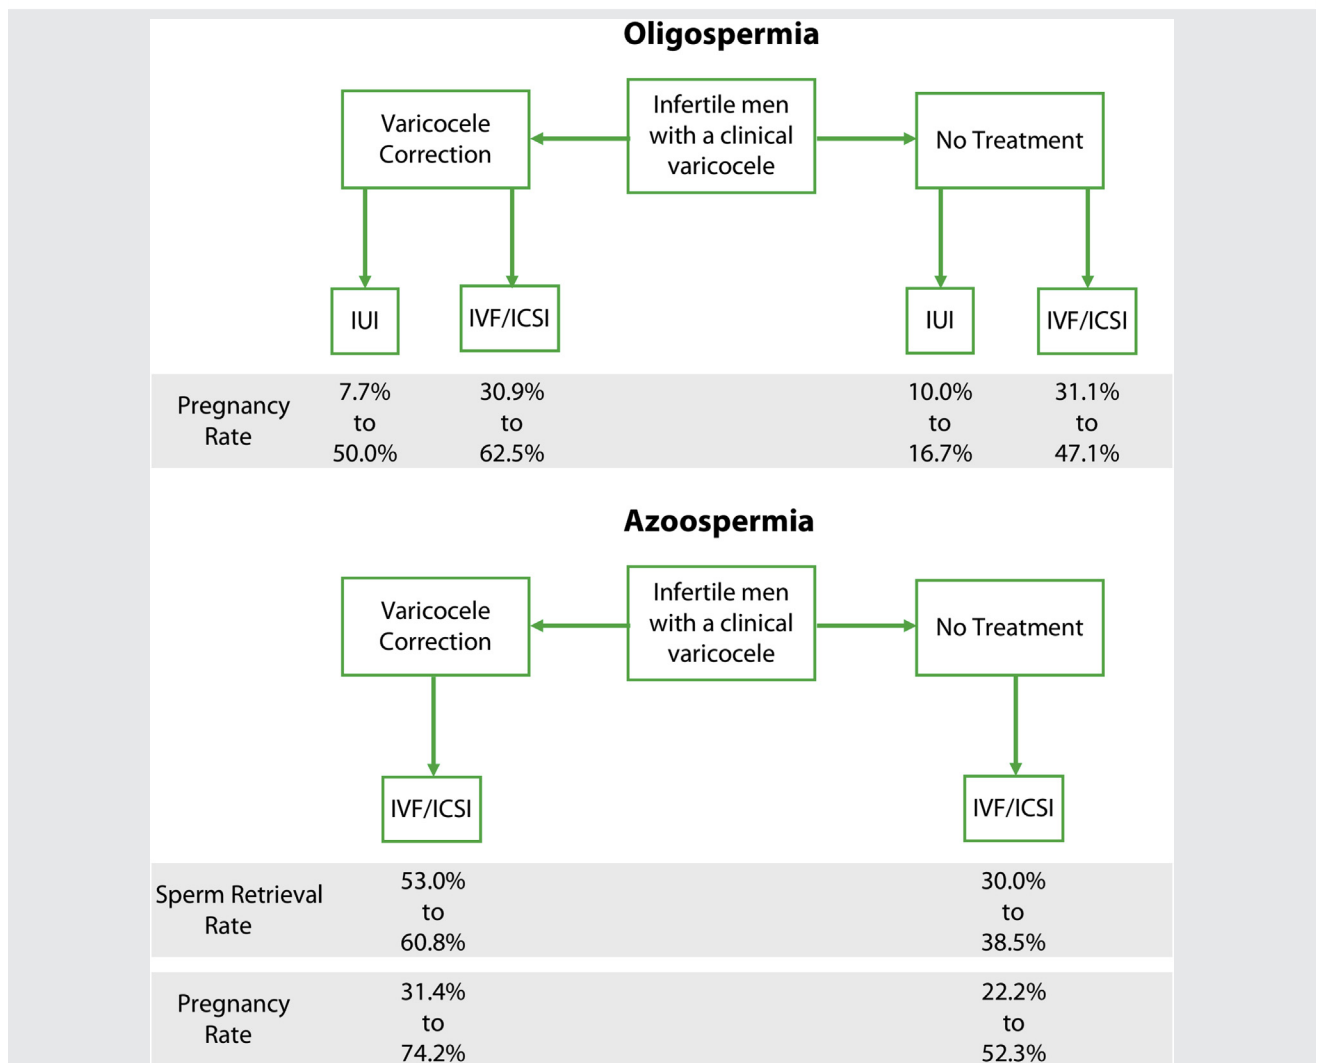 Oligospermia
Varicocele
Correction
Infertile men
with a clinical
varicocele
No Treatment
IUI
IVF/ICSI
IUI
IVF/ICSI
Pregnancy
Rate
7.7%
to
50.0%
30.9%
to
62.5%
10.0%
to
16.7%
31.1%
to
47.1%
Azoospermia
Varicocele
Correction
Infertile men
with a clinical
varicocele
No Treatment
IVF/ICSI
IVF/ICSI
Sperm Retrieval
Rate
53.0%
to
60.8%
30.0%
to
38.5%
Pregnancy
Rate
31.4%
to
74.2%
22.2%
to
52.3%